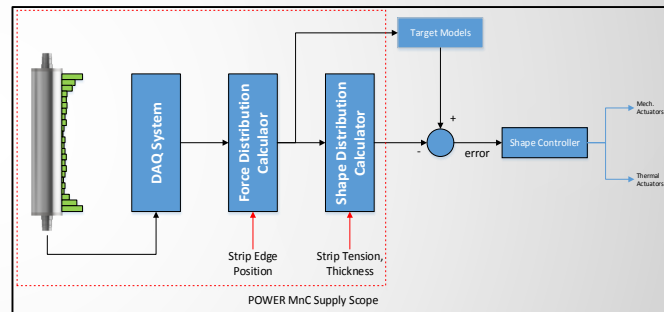 Target Models
Mech.
Actuators
DAQ System
Force Distribution
Calculaor
Shape Distribution
Calculator
+
-
error
Shape Controller
Thermal
Actuators
Strip Edge
Position
Strip Tension,
Thickness
POWER MnC Supply Scope